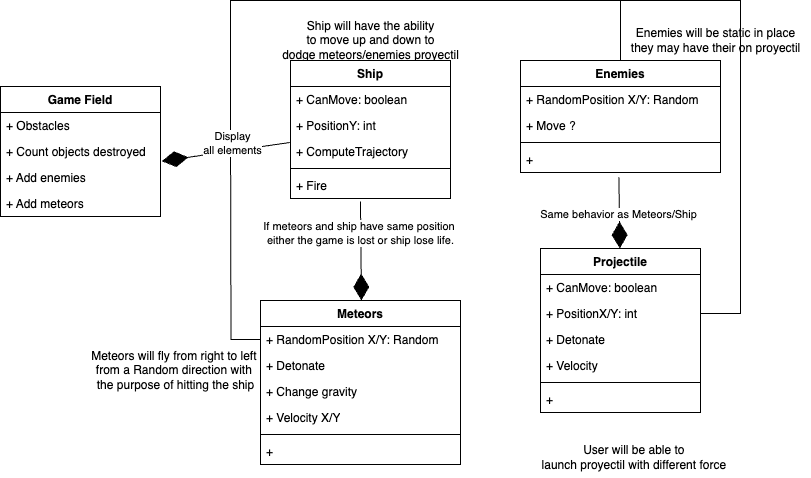 Ship will have the ability
to move up and down to
dodge meteors/enemies proyectil
Enemies will be static in place
they may have their on proyectil
Game Field
+ Obstacles
+ Count objects destroyed
+ Add enemies
+ Add meteors
Display
all elements
Ship
+ CanMove: boolean
+ PositionY: int
+ ComputeTrajectory
+ Fire
Enemies
+ RandomPosition X/Y: Random
+ Move ?
+
If meteors and ship have same position
either the game is lost or ship lose life.
Same behavior as Meteors/Ship
Meteors
+ RandomPosition X/Y: Random
+ Detonate
+ Change gravity
+ Velocity X/Y
+
Meteors will fly from right to left
from a Random direction with
the purpose of hitting the ship
Projectile
+ CanMove: boolean
+ PositionX/Y: int
+ Detonate
+ Velocity
+
User will be able to
launch proyectil with different force